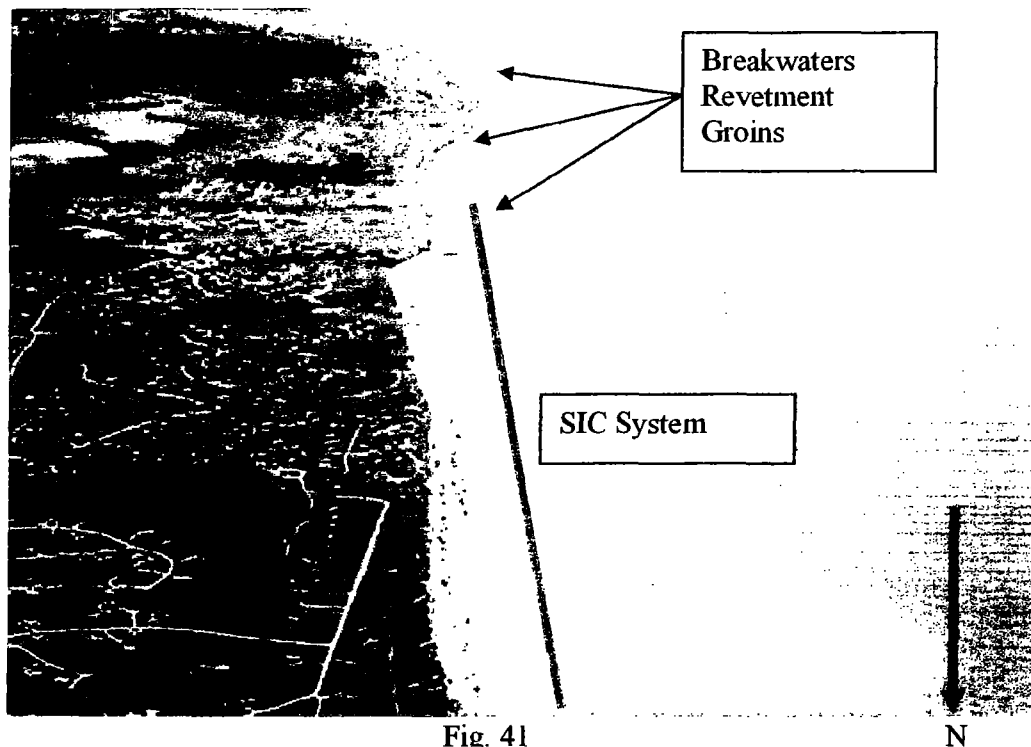 Breakwaters
Revetment
Groins
SIC System
Fig. 41
N